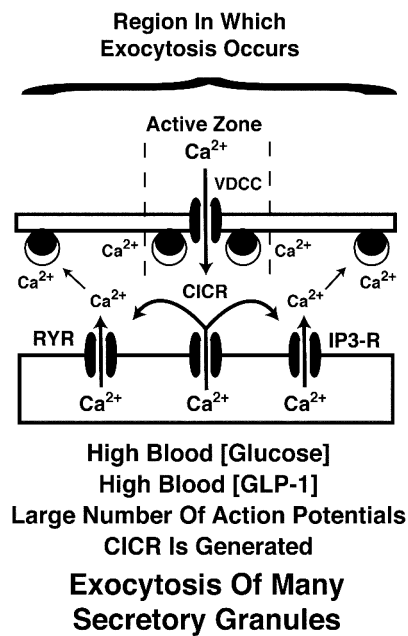 Region In Which
Exocytosis Occurs
Active Zone
Ca2+
VDCC
Ca2+ Ca2+
Ca2+ CICR Ca2+
Ca2+ Ca2+
RYR IP3-R
Ca2+ Ca2+ Ca2+
High Blood [Glucose]
High Blood [GLP-1]
Large Number Of Action Potentials
CICR Is Generated
Exocytosis Of Many
Secretory Granules